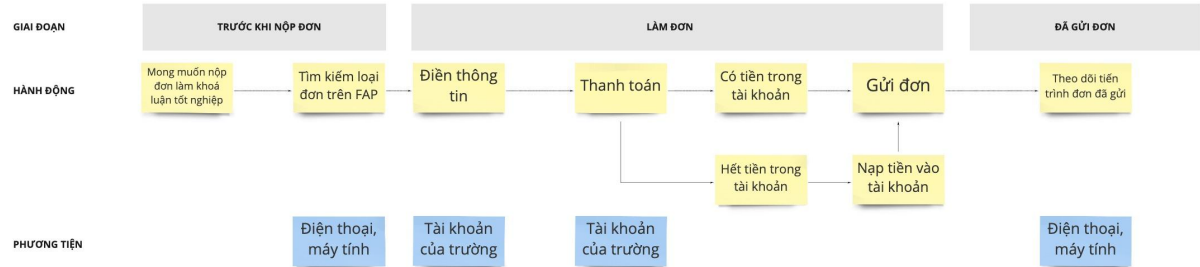 GIAI ĐOẠN
TRƯỚC KHI NỘP ĐƠN
LÀM ĐƠN
ĐÃ GỬI ĐƠN
HÀNH ĐỘNG
Mong muốn nộp
đơn làm khoá
luận tốt nghiệp
Tìm kiếm loại
đơn trên FAP
Điền thông
tin
Thanh toán
Có tiền trong
tài khoản
Gửi đơn
Theo dõi tiến
trình đơn đã gửi
Hết tiền trong
tài khoản
Nạp tiền vào
tài khoản
PHƯƠNG TIỆN
Điện thoại,
máy tính
Tài khoản
của trường
Tài khoản
của trường
Điện thoại,
máy tính